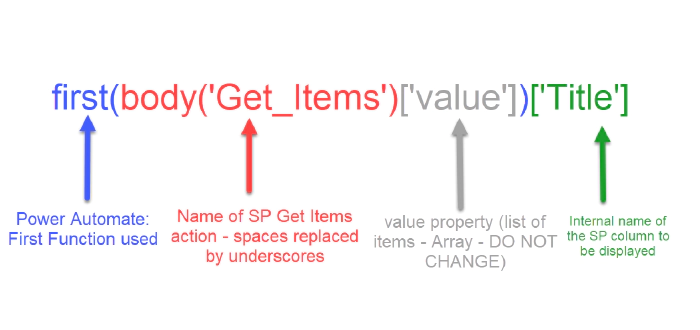 first(body('Get_Items')['value'])['Title']
Power Automate:
First Function used
Name of SP Get Items
action - spaces replaced
by underscores
value property (list of
items - Array - DO NOT
CHANGE)
Internal name of
the SP column to
be displayed